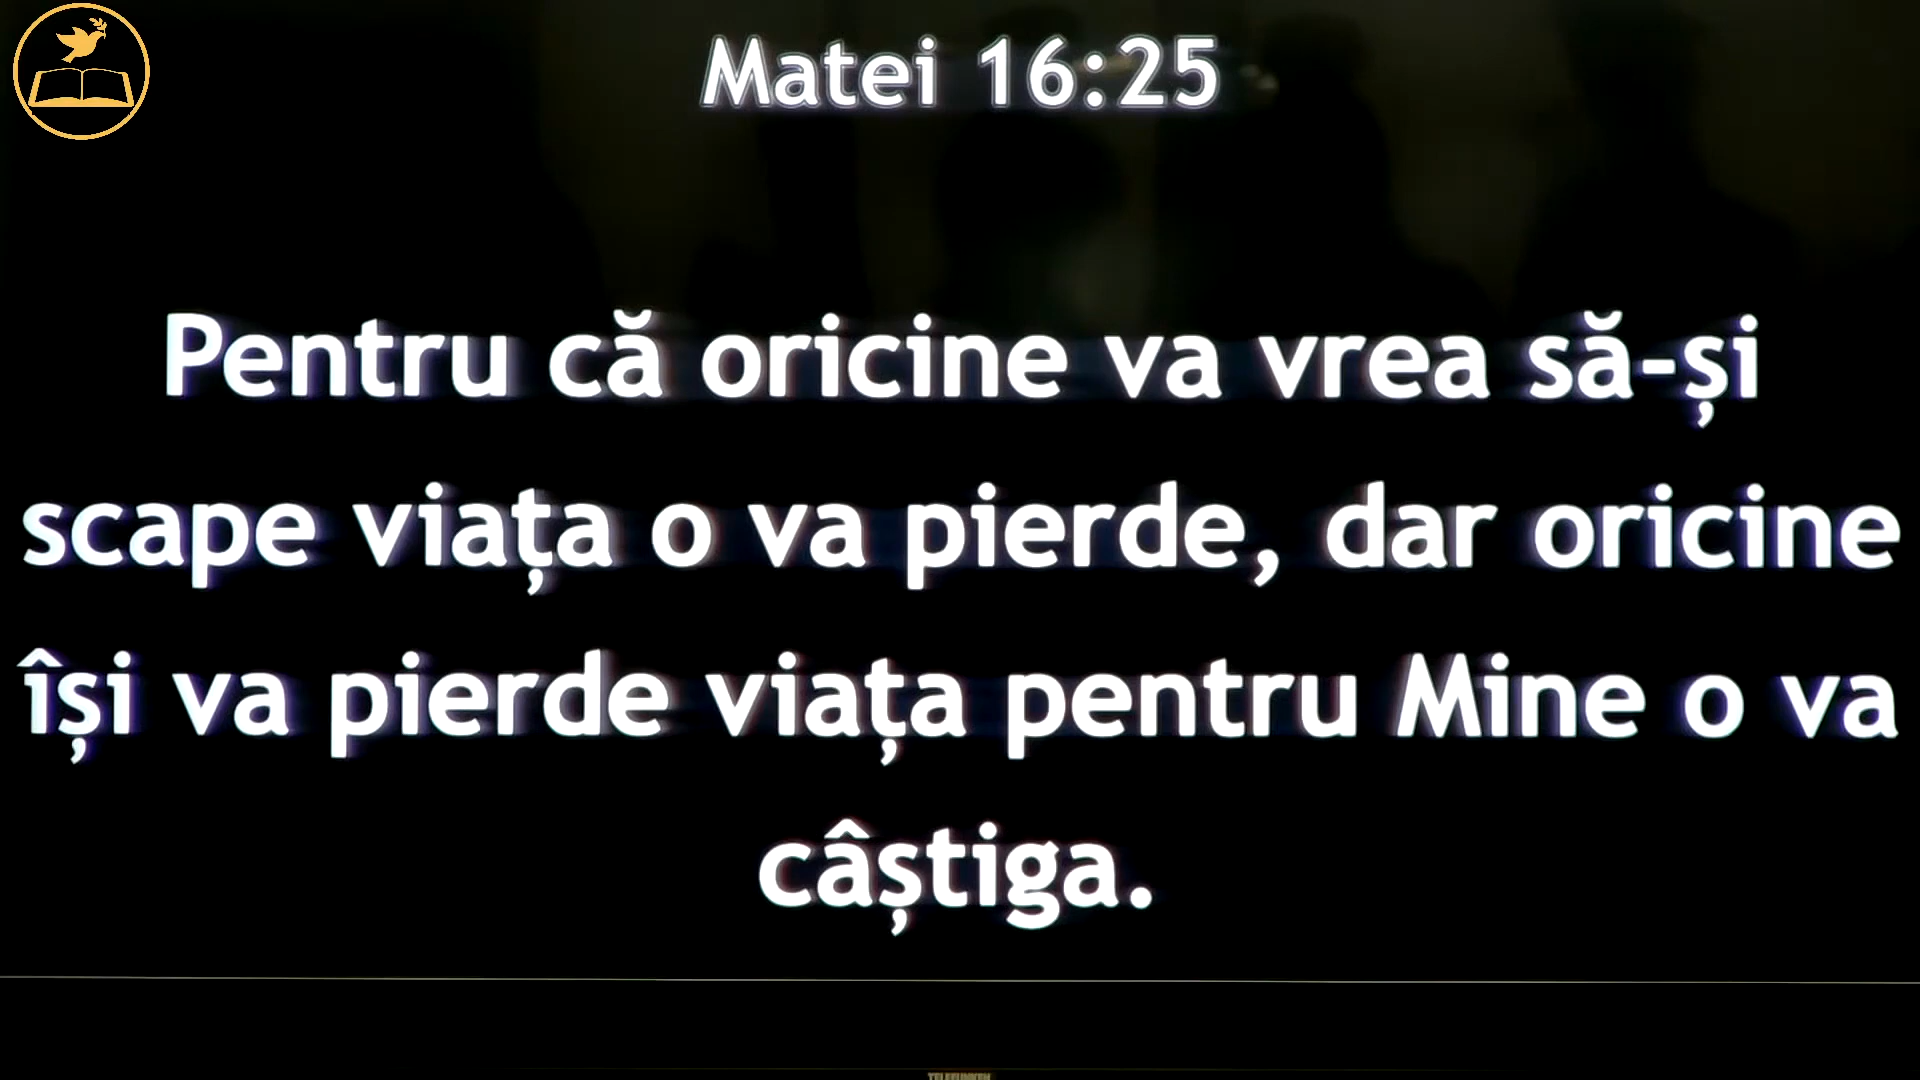 Matei 16:25
Pentru că oricine va vrea să-și
scape viața o va pierde, dar oricine
își va pierde viața pentru Mine o va
câștiga.
TELEFUNKEN